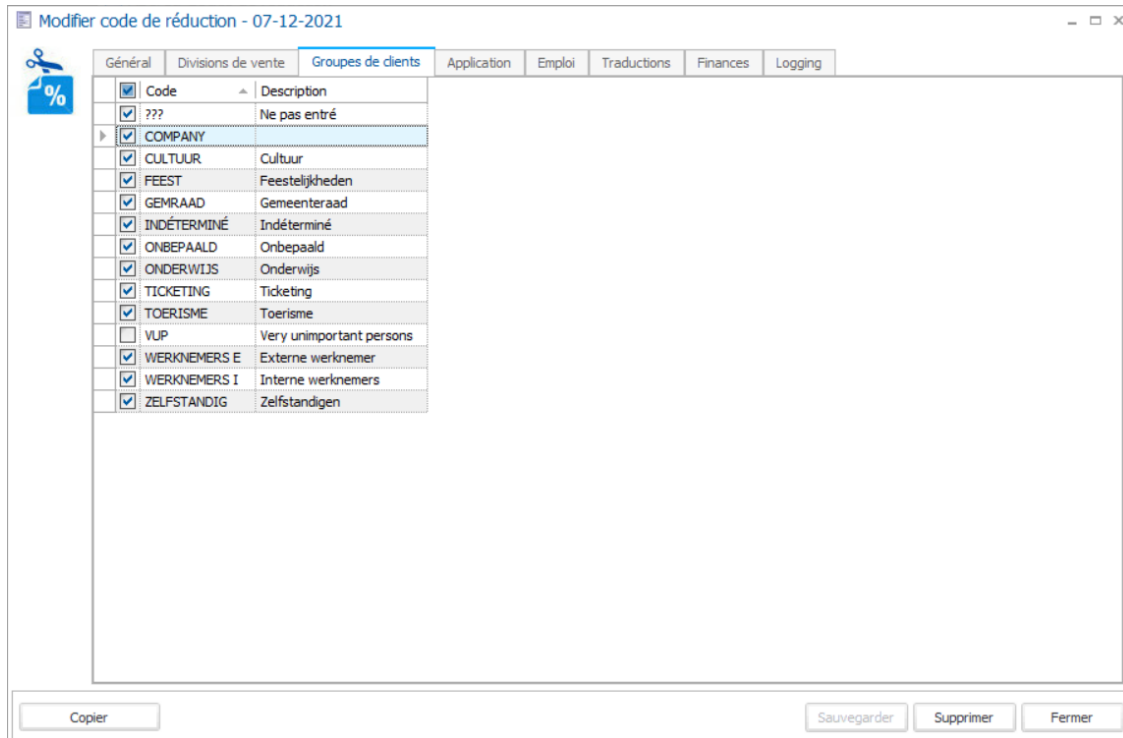 Modifier code de réduction - 07-12-2021
Général Divisions de vente Groupes de clients Application Emploi Traductions Finances Logging
%
Code Description
??? Ne pas entré
COMPANY
CULTUUR Cultuur
FEEST Feestelijkheden
GEMRAAD Gemeenteraad
INDÉTERMINÉ Indéterminé
ONBEPAALD Onbepaald
ONDERWIJS Onderwijs
TICKETING Ticketing
TOERISME Toerisme
VUP Very unimportant persons
WERKNEMERS E Externe werknemer
WERKNEMERS I Interne werknemers
ZELFSTANDIG Zelfstandigen
Copier Sauvegarder Supprimer Fermer